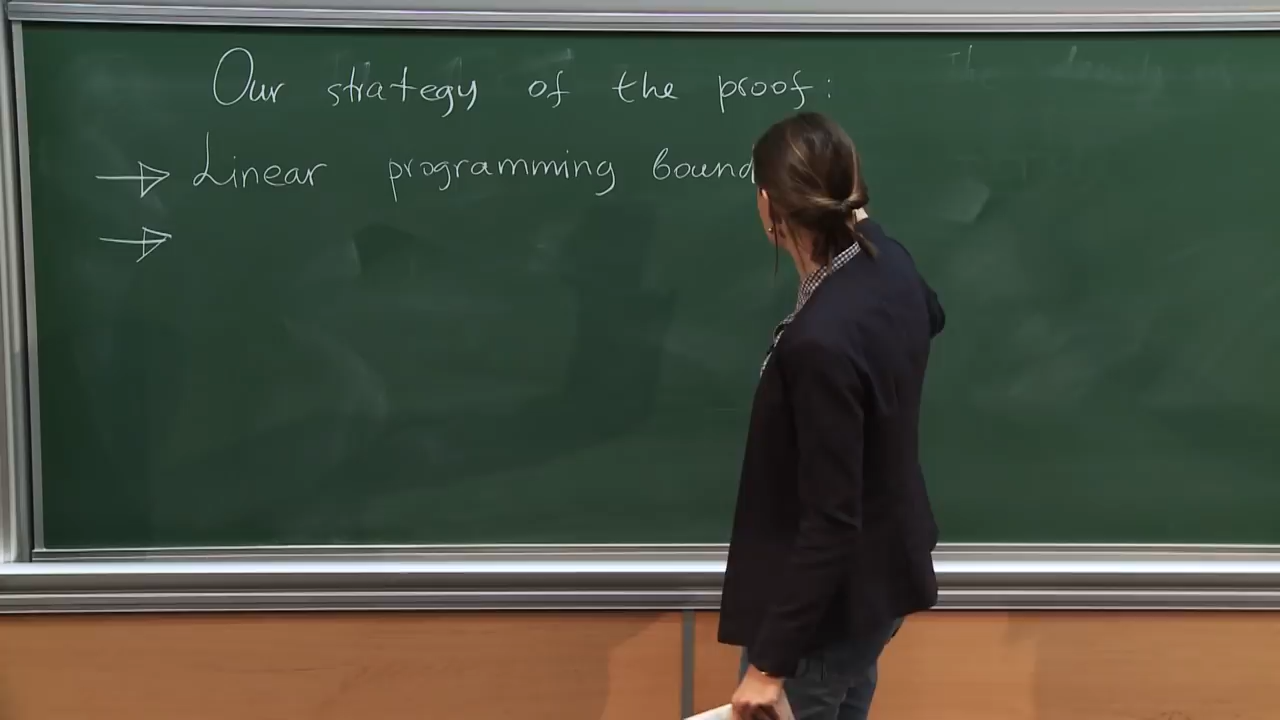 Our strategy of the proof:
→ Linear programming bound
→